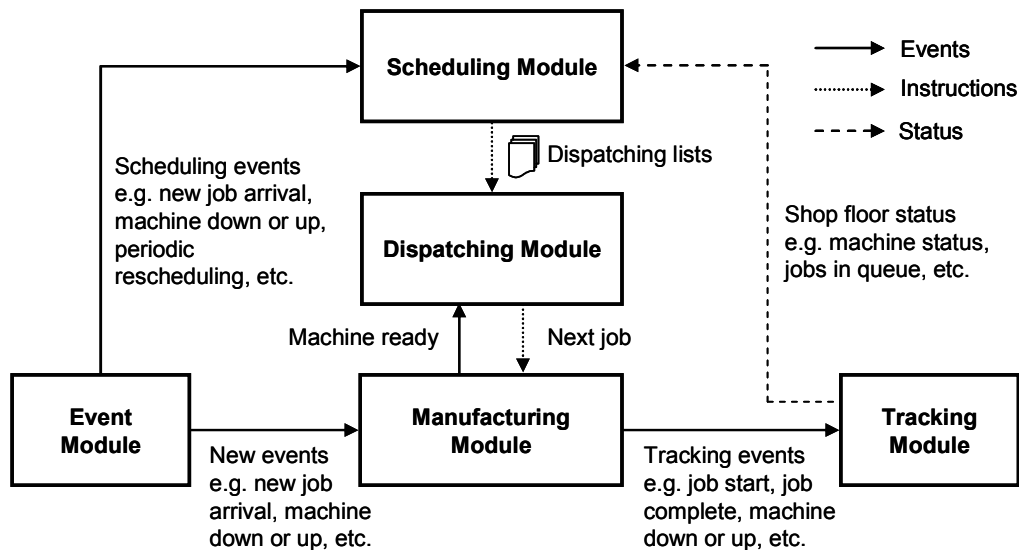 Scheduling Module
Events
Instructions
Status
Dispatching lists
Scheduling events
e.g. new job arrival,
machine down or up,
periodic
rescheduling, etc.
Dispatching Module
Shop floor status
e.g. machine status,
jobs in queue, etc.
Machine ready
Next job
Event
Module
Manufacturing
Module
Tracking
Module
New events
e.g. new job
arrival, machine
down or up, etc.
Tracking events
e.g. job start, job
complete, machine
down or up, etc.